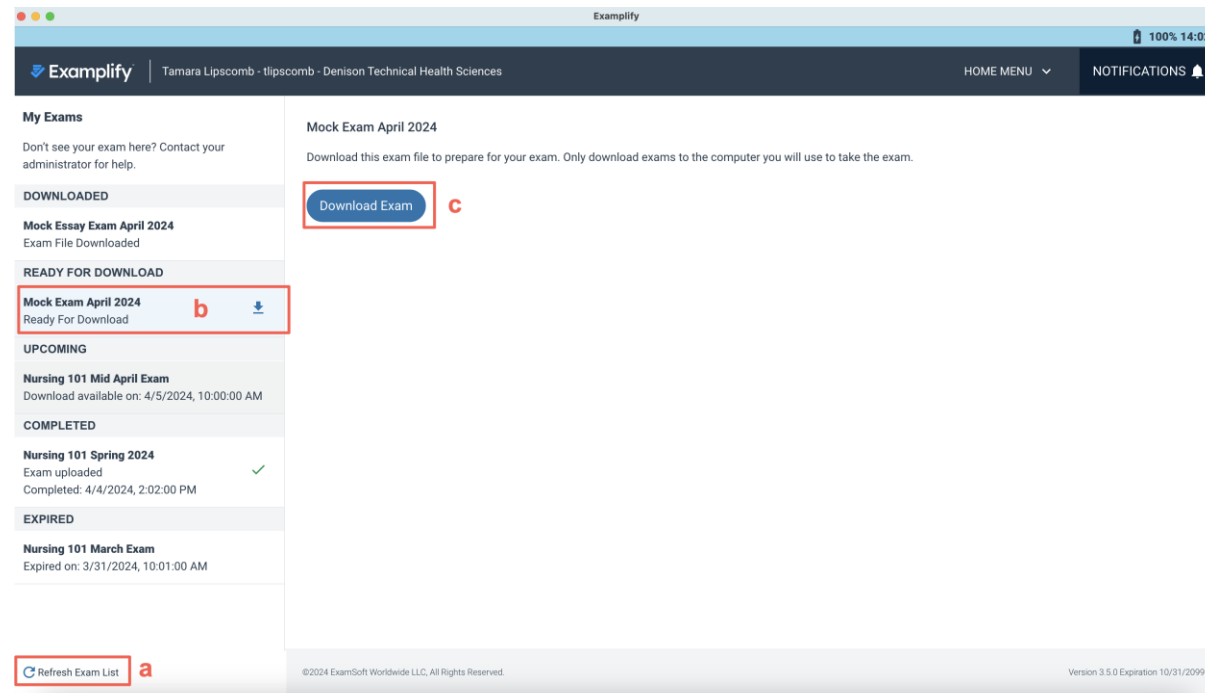 Examplify
100% 14:02
Examplify
Tamara Lipscomb - tlipscomb - Denison Technical Health Sciences
HOME MENU
NOTIFICATIONS
My Exams
Don't see your exam here? Contact your
administrator for help.
DOWNLOADED
Mock Essay Exam April 2024
Exam File Downloaded
READY FOR DOWNLOAD
Mock Exam April 2024
Ready For Download
b
UPCOMING
Nursing 101 Mid April Exam
Download available on: 4/5/2024, 10:00:00 AM
COMPLETED
Nursing 101 Spring 2024
Exam uploaded
Completed: 4/4/2024, 2:02:00 PM
EXPIRED
Nursing 101 March Exam
Expired on: 3/31/2024, 10:01:00 AM
Refresh Exam List
a
Mock Exam April 2024
Download this exam file to prepare for your exam. Only download exams to the computer you will use to take the exam.
Download Exam
c
©2024 ExamSoft Worldwide LLC, All Rights Reserved.
Version 3.5.0 Expiration 10/31/2099